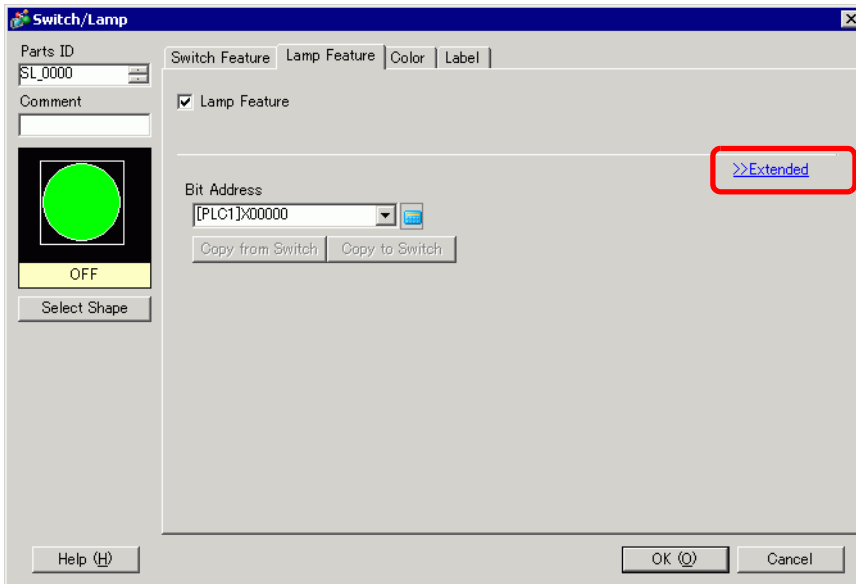 Switch/Lamp
Parts ID
SL_0000
Comment
OFF
Select Shape
Switch Feature Lamp Feature Color Label
Lamp Feature
>>Extended
Bit Address
[PLC1]X00000
Copy from Switch Copy to Switch
Help (H) OK (O) Cancel